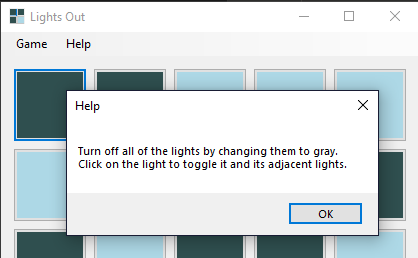 Lights Out
Game Help
Help
Turn off all of the lights by changing them to gray.
Click on the light to toggle it and its adjacent lights.
OK